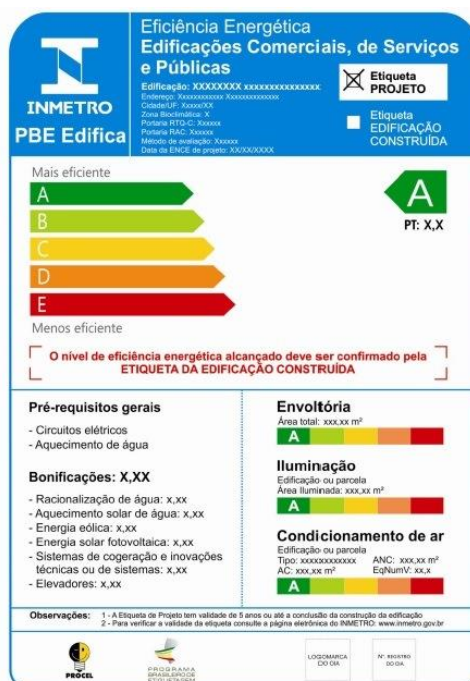 INMETRO
PBE Edifica
Eficiência Energética
Edificações Comerciais, de Serviços
e Públicas
Edificação: XXXXXXXX xxxxxxxxxxxxxxx
Endereço: Xxxxxxxxxxxx Xxxxxxxxxxxxxx
Cidade/UF: Xxxxx/XX
Zona Bioclimática: X
Portaria RTQ-C: Xxxxxx
Portaria RAC: Xxxxxx
Método de avaliação: Xxxxxx
Data da ENCE de projeto: XX/XX/XXXX
Etiqueta
PROJETO
Etiqueta
EDIFICAÇÃO
CONSTRUÍDA
Mais eficiente
A
B
C
D
E
Menos eficiente
A
PT: X,X
O nível de eficiência energética alcançado deve ser confirmado pela
ETIQUETA DA EDIFICAÇÃO CONSTRUÍDA
Pré-requisitos gerais
- Circuitos elétricos
- Aquecimento de água
Bonificações: X,XX
- Racionalização de água: x,xx
- Aquecimento solar de água: x,xx
- Energia eólica: x,xx
- Energia solar fotovoltaica: x,xx
- Sistemas de cogeração e inovações
técnicas ou de sistemas: x,xx
- Elevadores: x,xx
Envoltória
Área total: xxx,xx m²
A
Iluminação
Edificação ou parcela
Área Iluminada: xxx,xx m²
A
Condicionamento de ar
Edificação ou parcela
Tipo: xxxxxxxxxxxx ANC: xxx,xx m²
AC: xxx,xx m² EqNumV: xx,x
A
Observações: 1 - A Etiqueta de Projeto tem validade de 5 anos ou até a conclusão da construção da edificação
2 - Para verificar a validade da etiqueta consulte a página eletrônica do INMETRO: www.inmetro.gov.br
PROCEL
PROGRAMA
BRASILEIRO DE
LOGOMARCA
DO OIA
Nº. REGISTRO
DO OIA